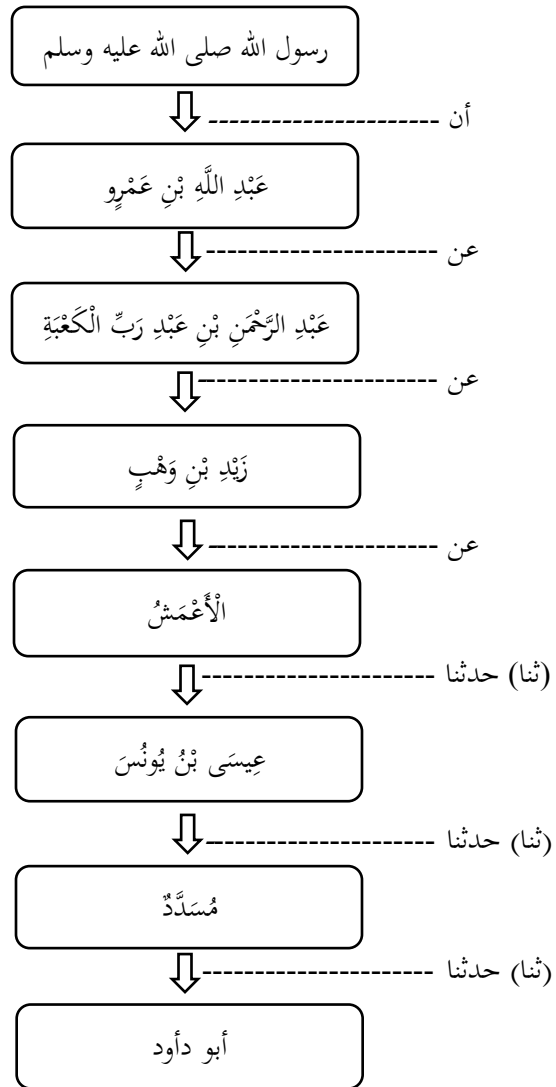 رسول الله صلى الله عليه وسلم
أن
عَبْدِ اللَّهِ بْنِ عَمْرٍو
عن
عَبْدِ الرَّحْمَنِ بْنِ عَبْدِ رَبِّ الْكَعْبَةِ
عن
زَيْدِ بْنِ وَهْبٍ
عن
الْأَعْمَشُ
(ثنا) حدثنا
عِيسَى بْنُ يُونُسَ
(ثنا) حدثنا
مُسَدَّدٌ
(ثنا) حدثنا
أبو دأود